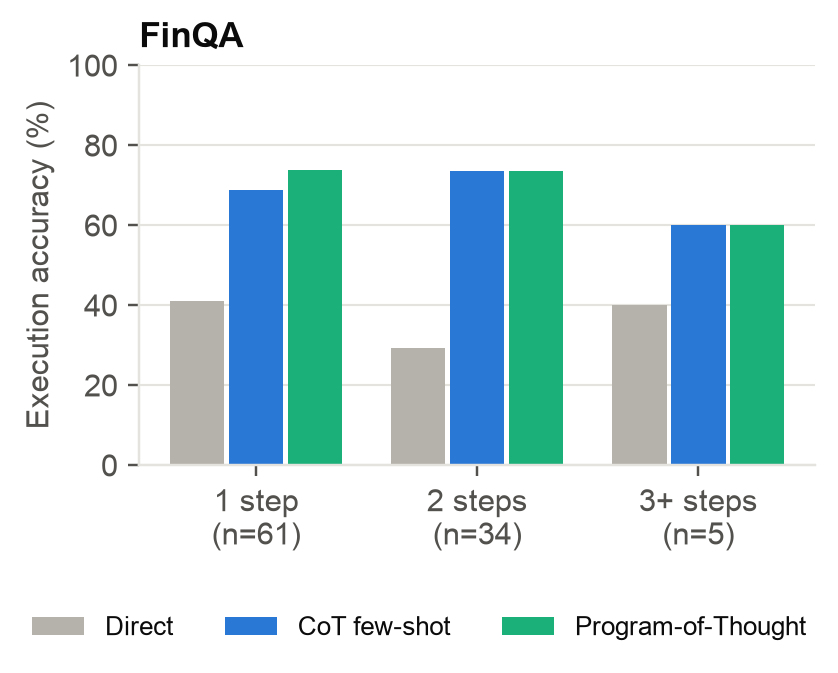 FinQA
Execution accuracy (%)
100
80
60
40
20
0
1 step
(n=61)
2 steps
(n=34)
3+ steps
(n=5)
Direct
CoT few-shot
Program-of-Thought